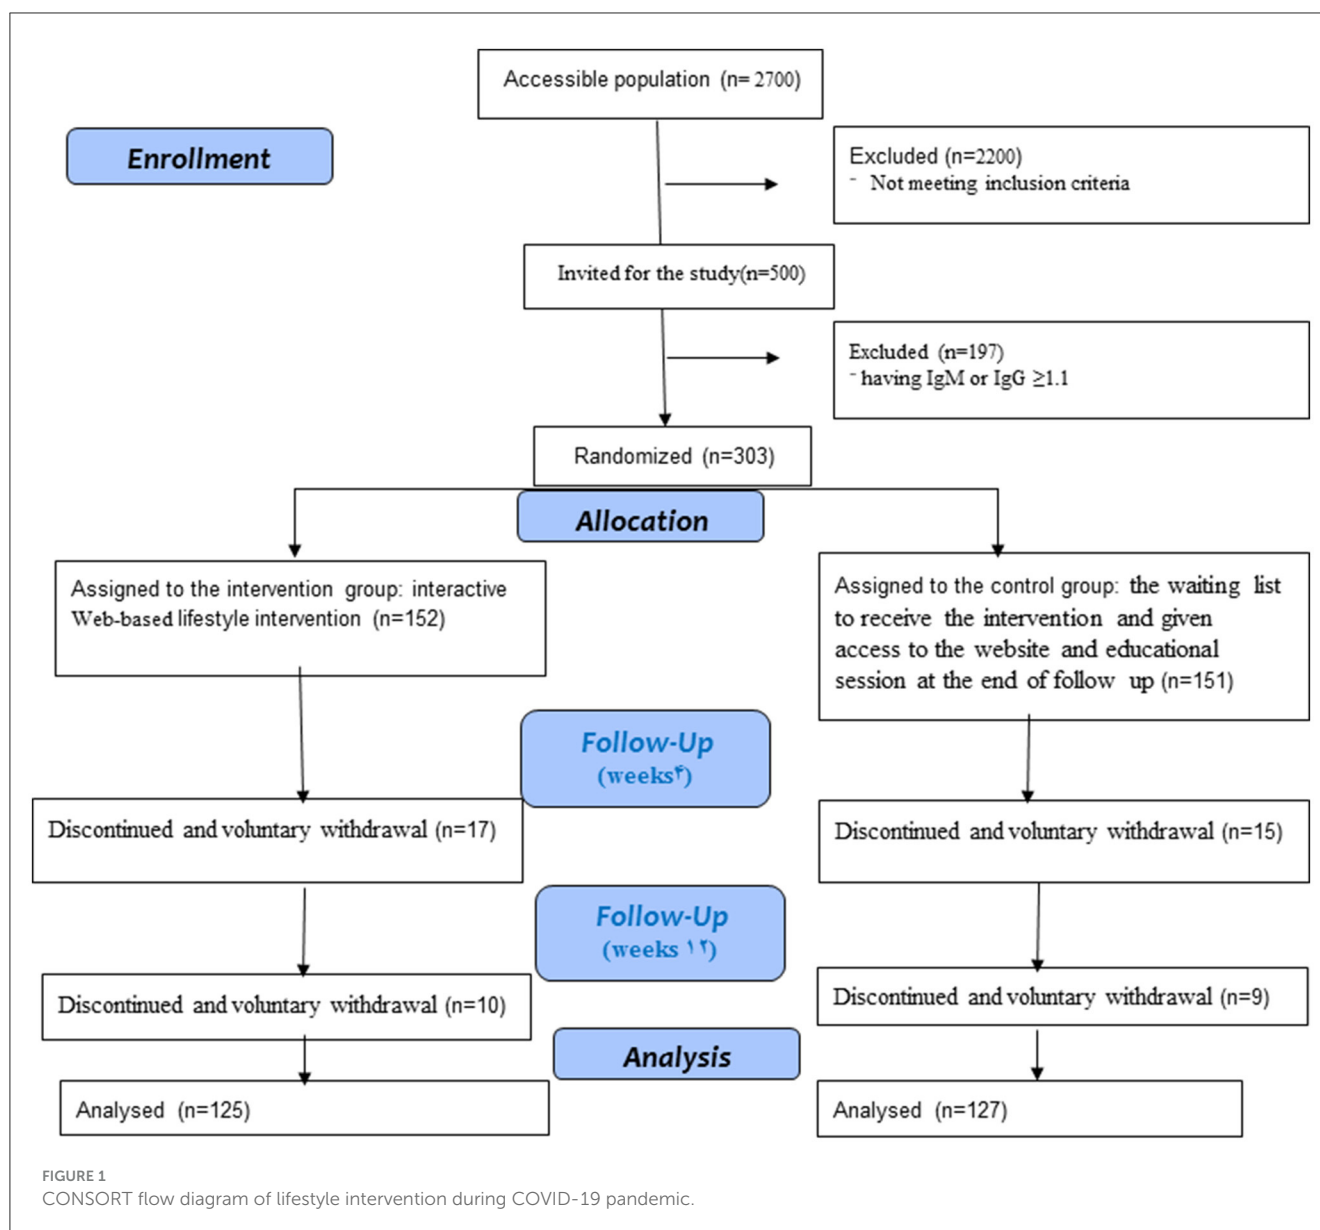 Accessible population (n= 2700)
Enrollment
Excluded (n=2200)
- Not meeting inclusion criteria
Invited for the study(n=500)
Excluded (n=197)
- having IgM or IgG ≥1.1
Randomized (n=303)
Allocation
Assigned to the intervention group: interactive
Web-based lifestyle intervention (n=152)
Assigned to the control group: the waiting list
to receive the intervention and given
access to the website and educational
session at the end of follow up (n=151)
Follow-Up
(weeks۴)
Discontinued and voluntary withdrawal (n=17)
Discontinued and voluntary withdrawal (n=15)
Follow-Up
(weeks ۱۲)
Discontinued and voluntary withdrawal (n=10)
Discontinued and voluntary withdrawal (n=9)
Analysis
Analysed (n=125)
Analysed (n=127)
FIGURE 1
CONSORT flow diagram of lifestyle intervention during COVID-19 pandemic.